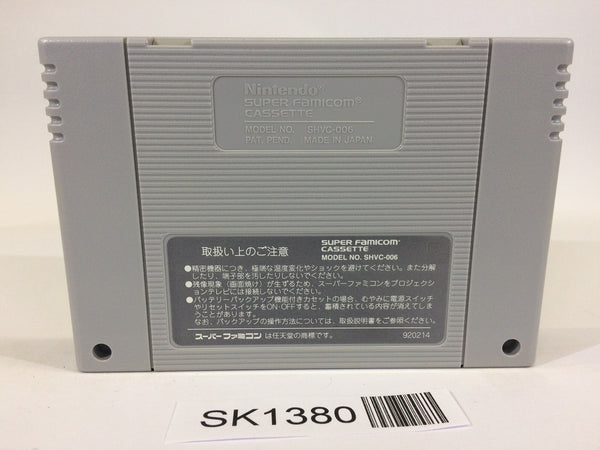 Nintendo®
SUPER FAMICOM®
CASSETTE
MODEL NO. SHVC-006
PAT. PEND. MADE IN JAPAN
取扱い上のご注意
SUPER FAMICOM®
CASSETTE
MODEL NO. SHVC-006
●精密機器につき、極端な温度変化やショックを避けてください。また分解
したり、端子部を汚したりしないでください。
●残像現象（画面焼け）が生ずるため、スーパーファミコンをプロジェクシ
ョンテレビには接続しないでください。
●バッテリーバックアップ機能付きカセットの場合、むやみに電源スイッチ
やリセットスイッチをON・OFFすると、蓄積されている内容が消えてしま
うことがあります。
なお、バックアップの操作方法については、取扱説明書をご参照ください。
スーパーファミコン は任天堂の商標です。
920214
SK1380